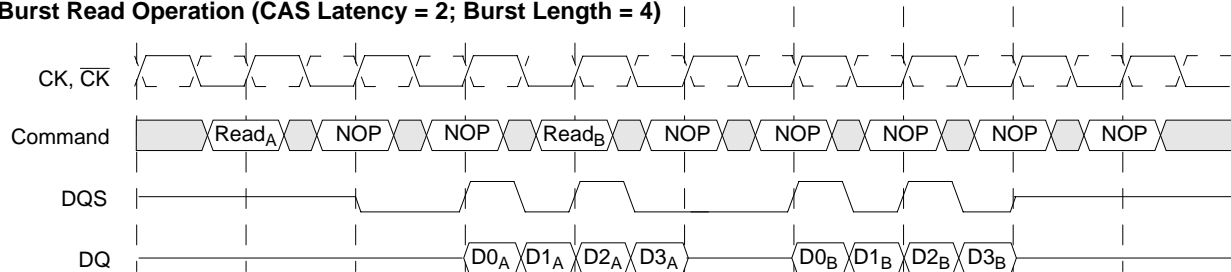 Burst Read Operation (CAS Latency = 2; Burst Length = 4)
CK, C̅K̅
Command ReadA NOP NOP ReadB NOP NOP NOP NOP NOP
DQS
DQ D0A D1A D2A D3A D0B D1B D2B D3B